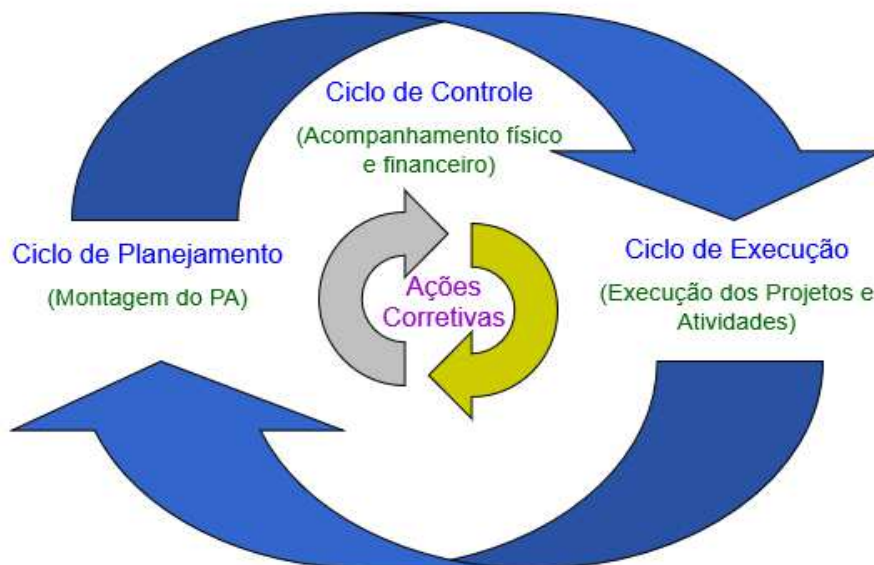 Ciclo de Controle
(Acompanhamento físico
e financeiro)
Ciclo de Planejamento
(Montagem do PA)
Ações
Corretivas
Ciclo de Execução
(Execução dos Projetos e
Atividades)